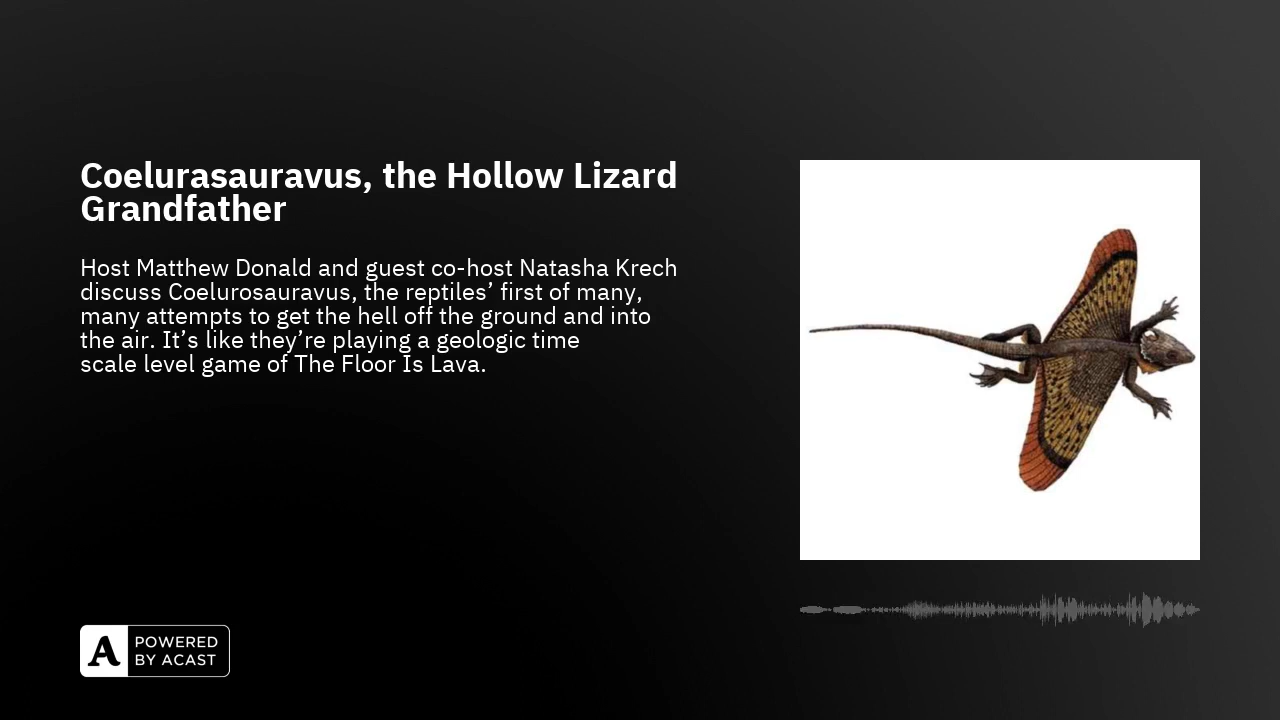 Coelurasauravus, the Hollow Lizard
Grandfather
Host Matthew Donald and guest co-host Natasha Krech
discuss Coelurosauravus, the reptiles’ first of many,
many attempts to get the hell off the ground and into
the air. It’s like they’re playing a geologic time
scale level game of The Floor Is Lava.
A
POWERED
BY ACAST